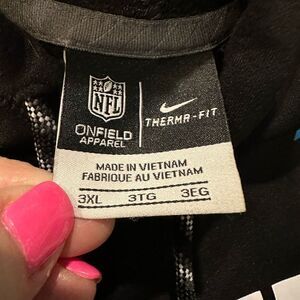 NFL
ONFIELD
APPAREL
THERMA-FIT
MADE IN VIETNAM
FABRIQUE AU VIETNAM
3XL 3TG 3EG